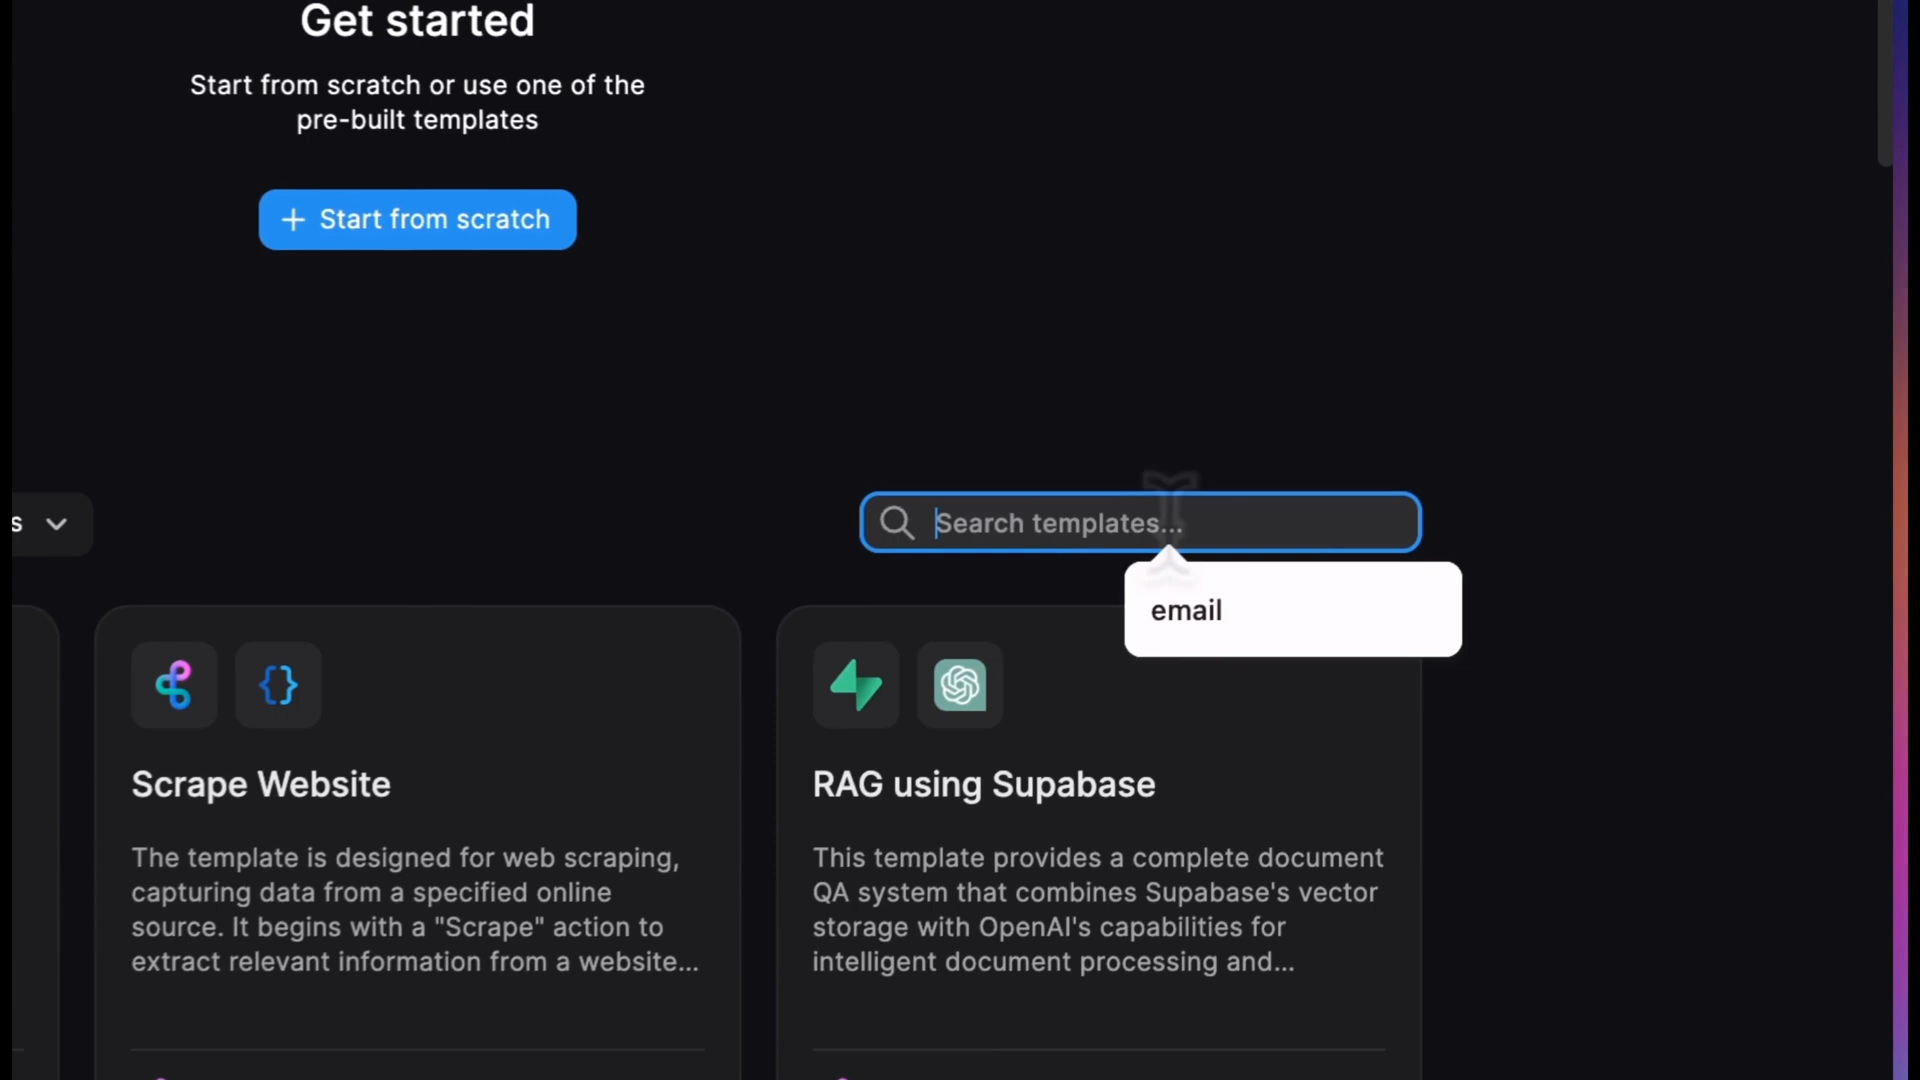 Get started
Start from scratch or use one of the
pre-built templates
+ Start from scratch
s
Search templates...
email
Scrape Website
The template is designed for web scraping,
capturing data from a specified online
source. It begins with a "Scrape" action to
extract relevant information from a website...
RAG using Supabase
This template provides a complete document
QA system that combines Supabase's vector
storage with OpenAI's capabilities for
intelligent document processing and...